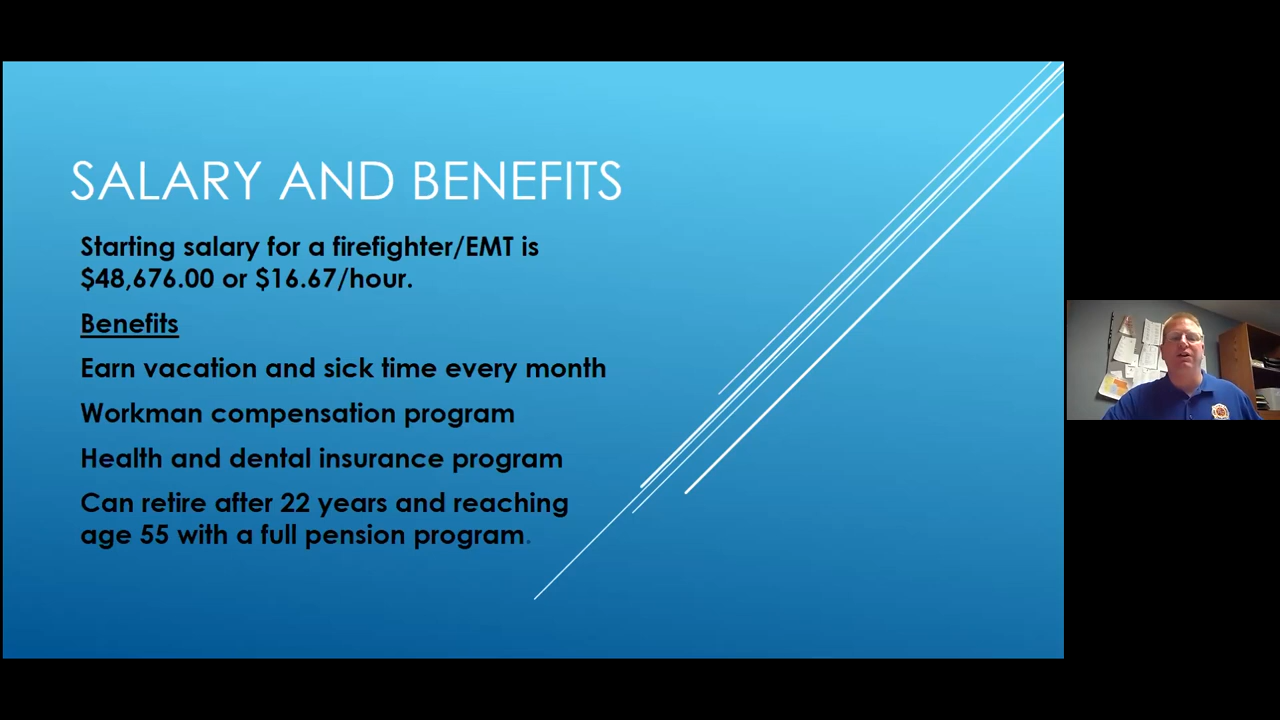 SALARY AND BENEFITS
Starting salary for a firefighter/EMT is
$48,676.00 or $16.67/hour.
Benefits
Earn vacation and sick time every month
Workman compensation program
Health and dental insurance program
Can retire after 22 years and reaching
age 55 with a full pension program.